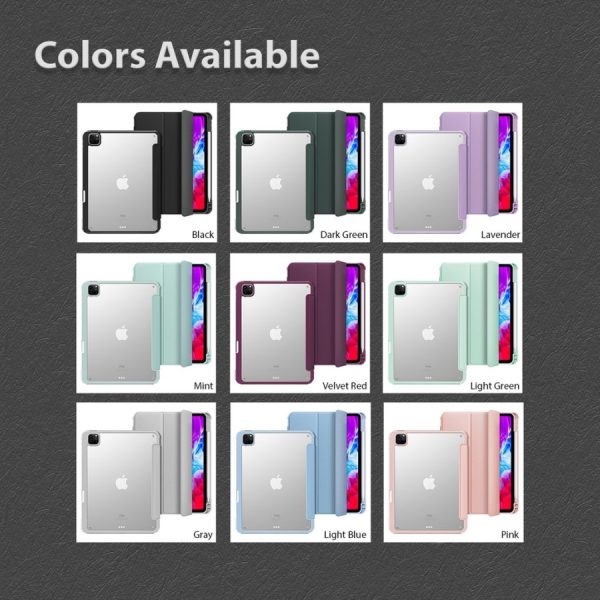 Colors Available
Black
Dark Green
Lavender
Mint
Velvet Red
Light Green
Gray
Light Blue
Pink